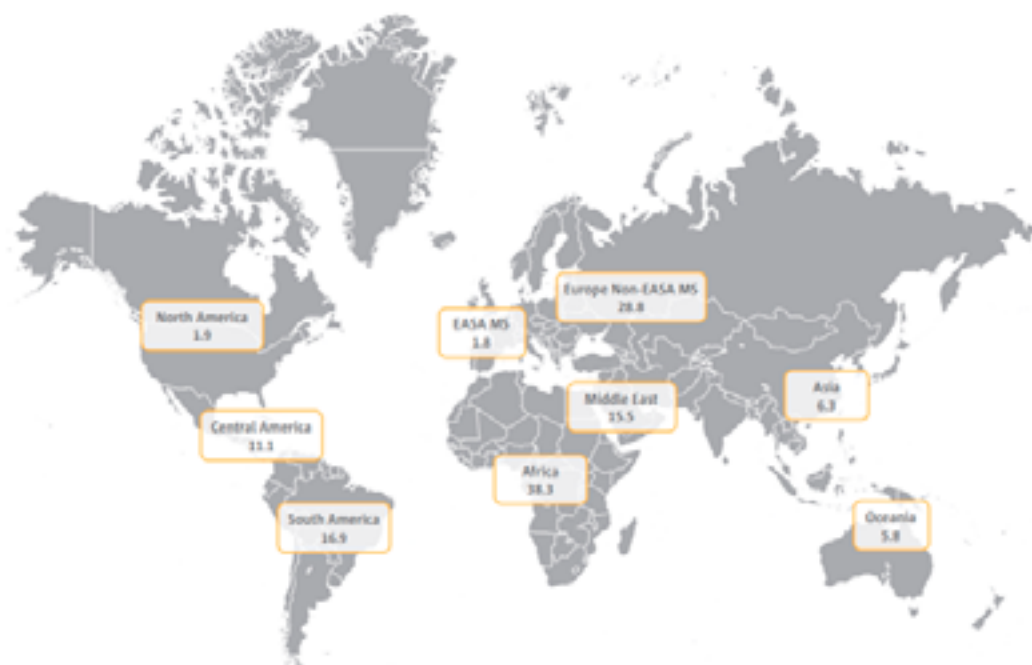 North America
1.9
EASA MS
1.8
Europe Non-EASA MS
28.8
Middle East
15.5
Asia
6.3
Central America
11.1
Africa
38.3
South America
16.9
Oceania
5.8